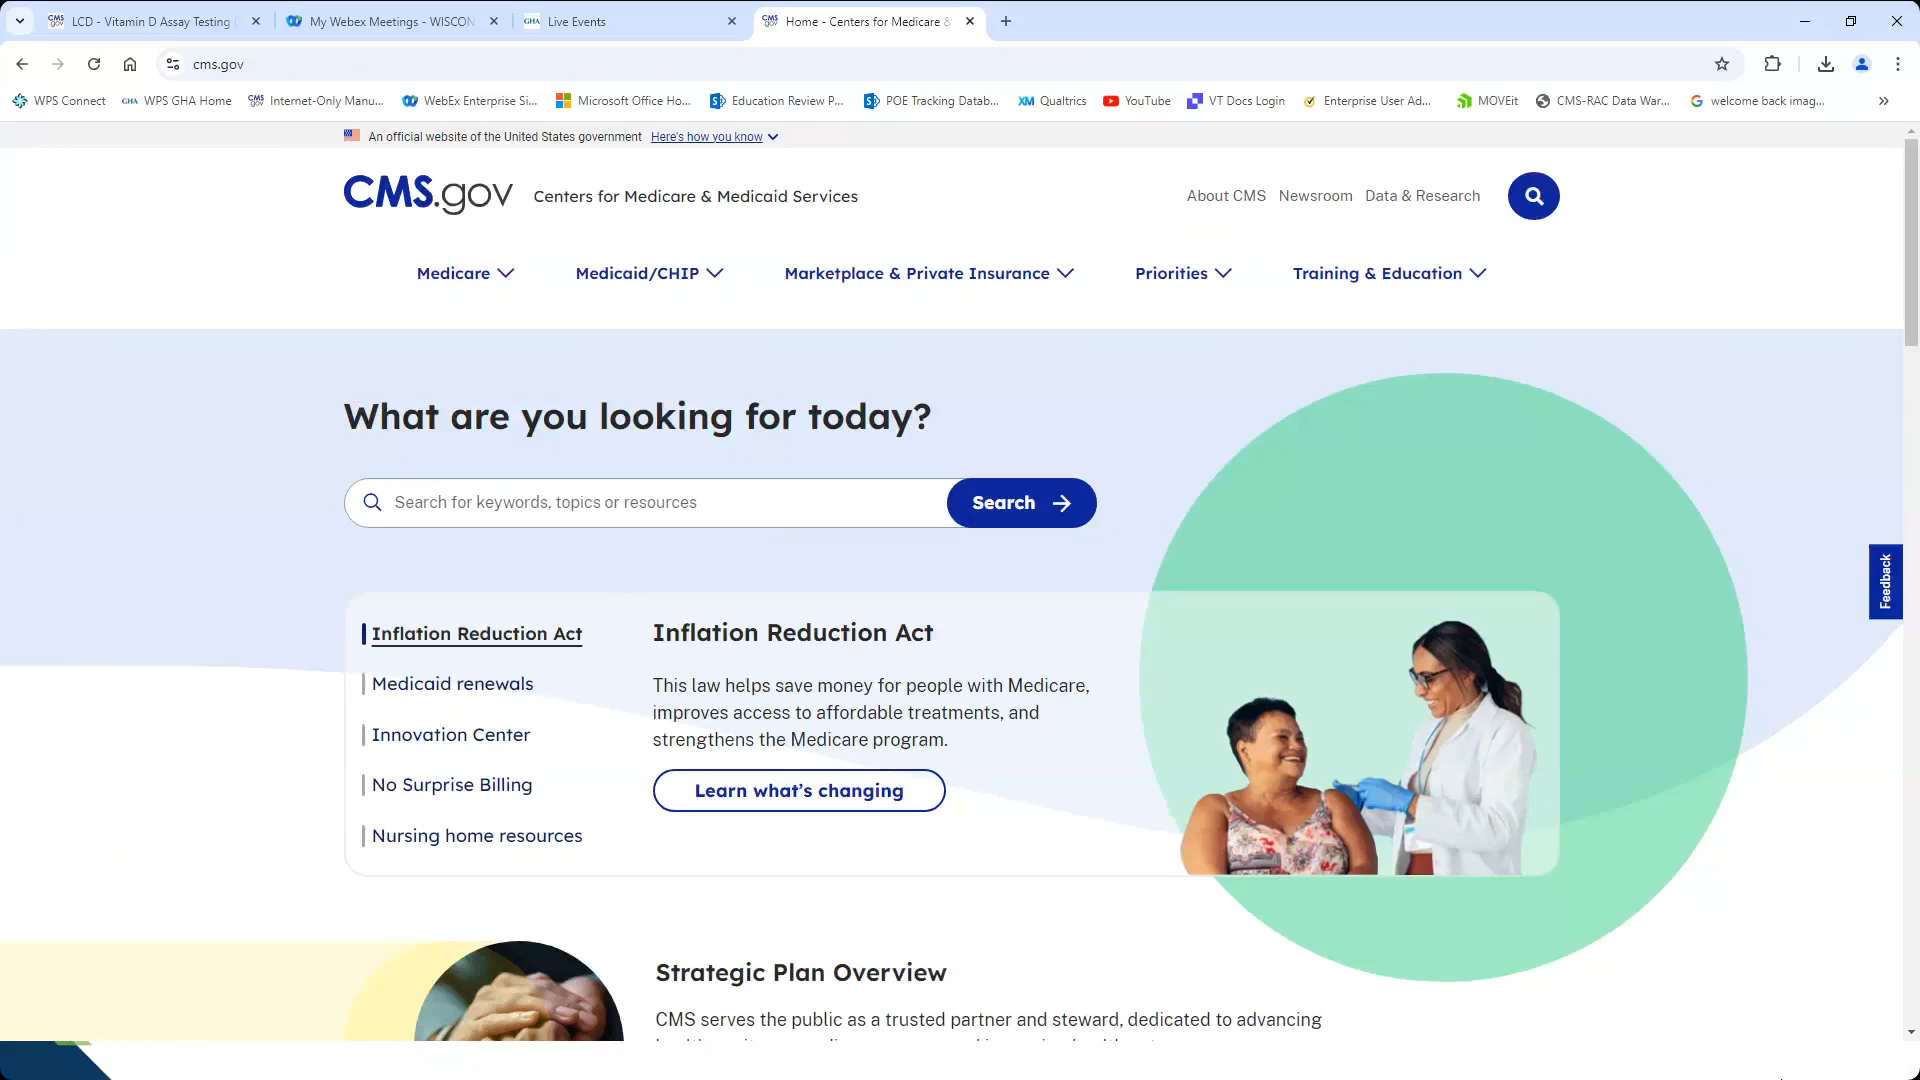 LCD - Vitamin D Assay Testing
My Webex Meetings - WISCON
GHA
Live Events
Home - Centers for Medicare &
cms.gov
WPS Connect
GHA WPS GHA Home
Internet-Only Manu...
WebEx Enterprise Si...
Microsoft Office Ho...
Education Review P...
POE Tracking Datab...
XM Qualtrics
YouTube
VT Docs Login
Enterprise User Ad...
MOVEit
CMS-RAC Data War...
welcome back imag...
An official website of the United States government Here's how you know
CMS.gov Centers for Medicare & Medicaid Services
About CMS Newsroom Data & Research
Medicare Medicaid/CHIP Marketplace & Private Insurance Priorities Training & Education
What are you looking for today?
Search for keywords, topics or resources
Search
Feedback
Inflation Reduction Act
Medicaid renewals
Innovation Center
No Surprise Billing
Nursing home resources
Inflation Reduction Act
This law helps save money for people with Medicare,
improves access to affordable treatments, and
strengthens the Medicare program.
Learn what's changing
Strategic Plan Overview
CMS serves the public as a trusted partner and steward, dedicated to advancing